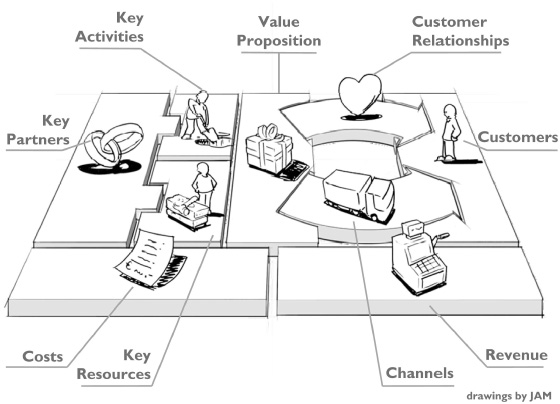 Key
Activities
Value
Proposition
Customer
Relationships
Key
Partners
Customers
Costs
Key
Resources
Channels
Revenue
drawings by JAM